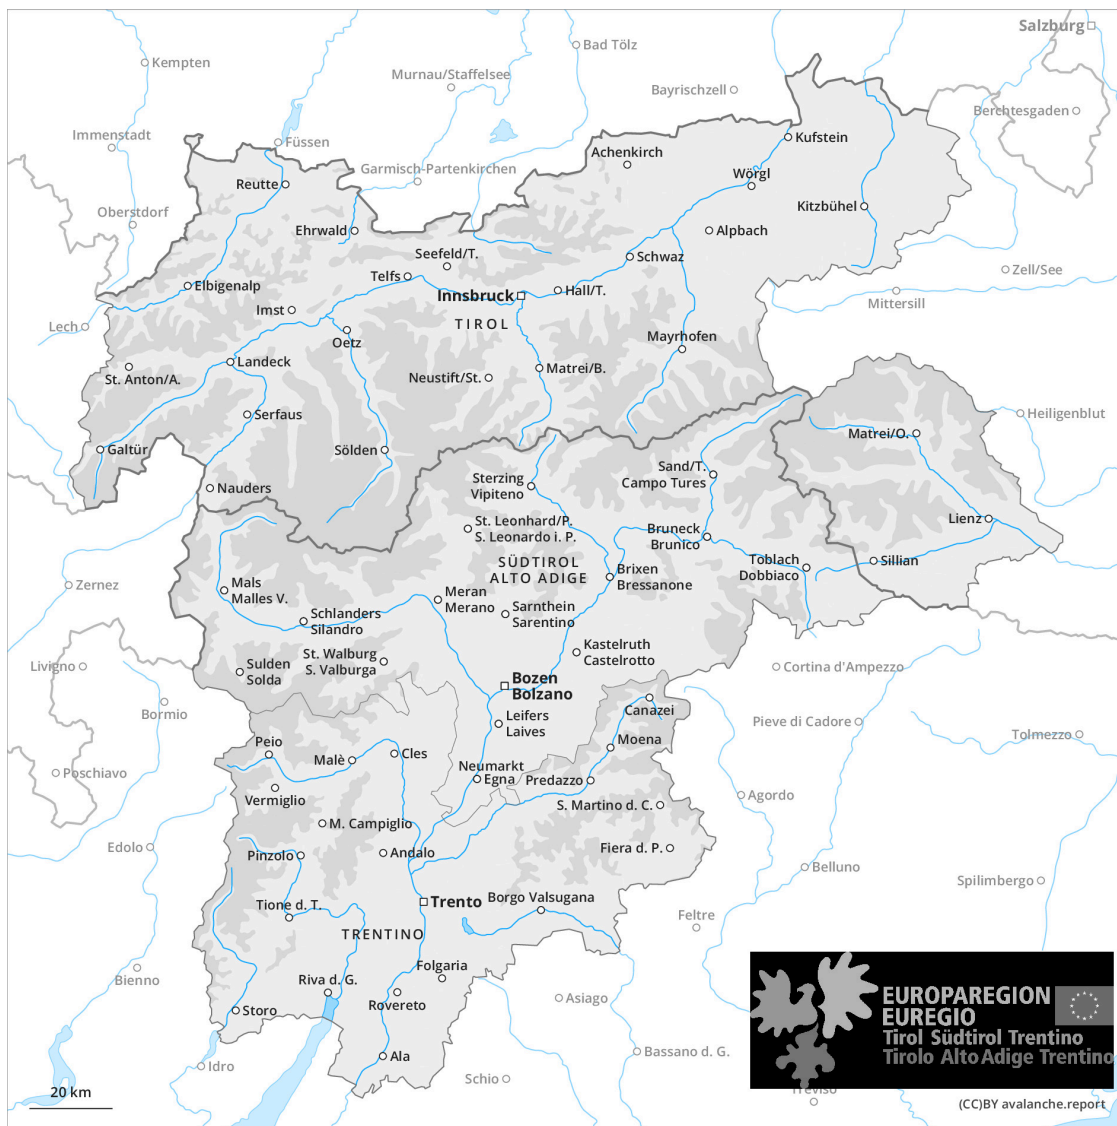 Salzburg
Bad Tölz
Kempten
Murnau/Staffelsee
Bayrischzell
Berchtesgaden
Immenstadt
Füssen
Kufstein
Achenkirch
Garmisch-Partenkirchen
Wörgl
Reutte
Kitzbühel
Oberstdorf
Ehrwald
Alpbach
Seefeld/T.
Schwaz
Telfs
Zell/See
Elbigenalp
Hall/T.
Innsbruck
Mittersill
Imst
TIROL
Lech
Oetz
Mayrhofen
Landeck
Matrei/B.
St. Anton/A.
Neustift/St.
Serfaus
Heiligenblut
Matrei/O.
Galtür
Sölden
Sand/T.
Campo Tures
Sterzing
Vipiteno
Nauders
St. Leonhard/P.
S. Leonardo i. P.
Lienz
Bruneck
Brunico
SÜDTIROL
ALTO ADIGE
Toblach
Dobbiaco
Sillian
Brixen
Bressanone
Zernez
Mals
Malles V.
Meran
Merano
Schlanders
Silandro
Sarnthein
Sarentino
Kastelruth
Castelrotto
St. Walburg
S. Valburga
Livigno
Sulden
Solda
Cortina d'Ampezzo
Bozen
Bolzano
Bormio
Canazei
Leifers
Laives
Pieve di Cadore
Tolmezzo
Peio
Moena
Cles
Malè
Poschiavo
Neumarkt
Egna
Predazzo
Vermiglio
Agordo
S. Martino d. C.
M. Campiglio
Edolo
Pinzolo
Andalo
Fiera d. P.
Belluno
Spilimbergo
Trento
Borgo Valsugana
Tione d. T.
Feltre
TRENTINO
Bienno
Folgaria
Riva d. G.
Rovereto
Asiago
Storo
EUROPAREGION
EUREGIO
Tirol Südtirol Trentino
Tirolo Alto Adige Trentino
Ala
Bassano d. G.
Idro
Schio
Treviso
20 km
(CC)BY avalanche.report